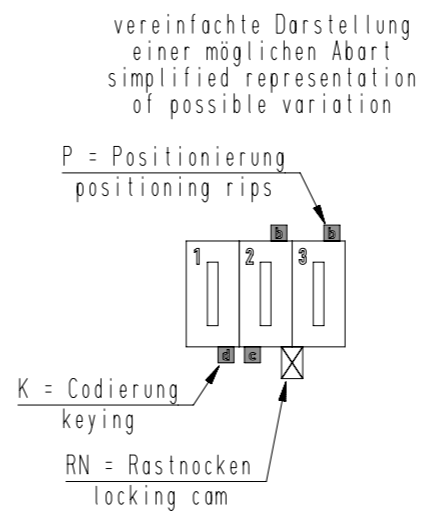 vereinfachte Darstellung
einer möglichen Abart
simplified representation
of possible variation
P = Positionierung
positioning rips
1 2 3
d c
K = Codierung
keying
RN = Rastnocken
locking cam